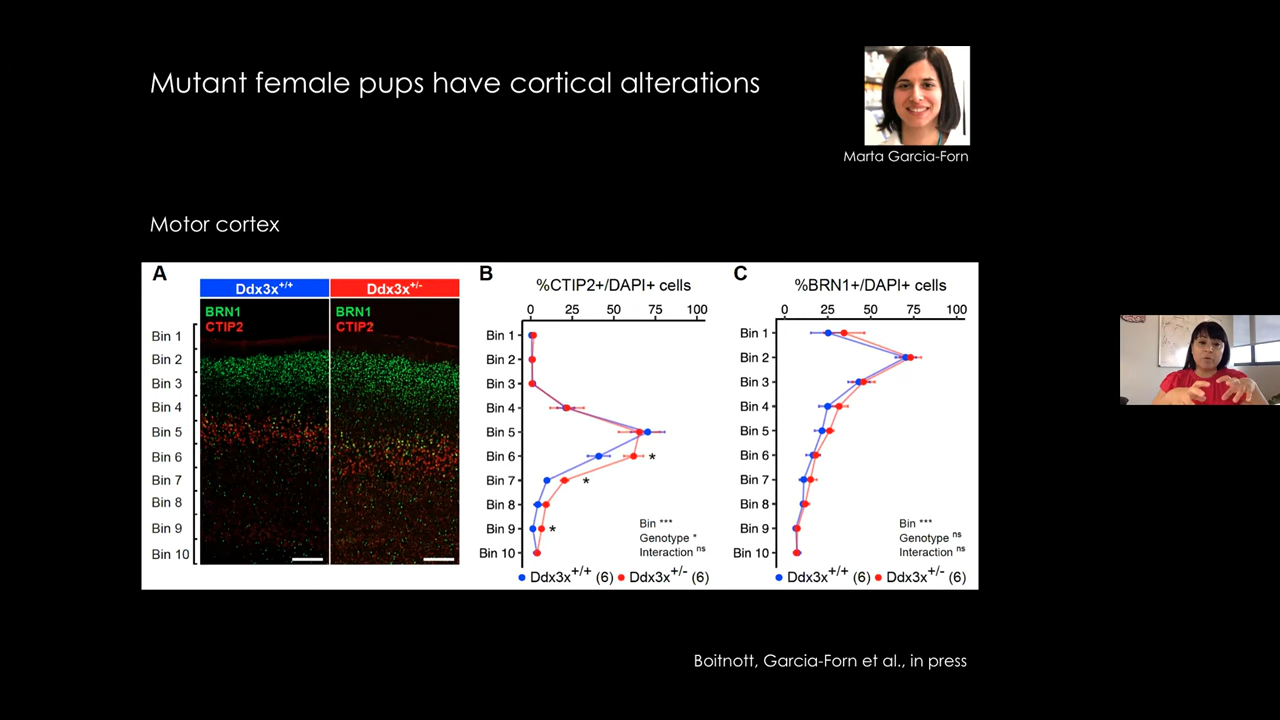 Mutant female pups have cortical alterations
Marta Garcia-Forn
Motor cortex
A
Ddx3x+/+
Ddx3x+/-
BRN1
CTIP2
BRN1
CTIP2
Bin 1
Bin 2
Bin 3
Bin 4
Bin 5
Bin 6
Bin 7
Bin 8
Bin 9
Bin 10
B
%CTIP2+/DAPI+ cells
0 25 50 75 100
Bin 1
Bin 2
Bin 3
Bin 4
Bin 5
Bin 6 *
Bin 7 *
Bin 8
Bin 9 *
Bin 10
Bin ***
Genotype *
Interaction ns
Ddx3x+/+ (6) Ddx3x+/- (6)
C
%BRN1+/DAPI+ cells
0 25 50 75 100
Bin 1
Bin 2
Bin 3
Bin 4
Bin 5
Bin 6
Bin 7
Bin 8
Bin 9
Bin 10
Bin ***
Genotype ns
Interaction ns
Ddx3x+/+ (6) Ddx3x+/- (6)
Boitnott, Garcia-Forn et al., in press